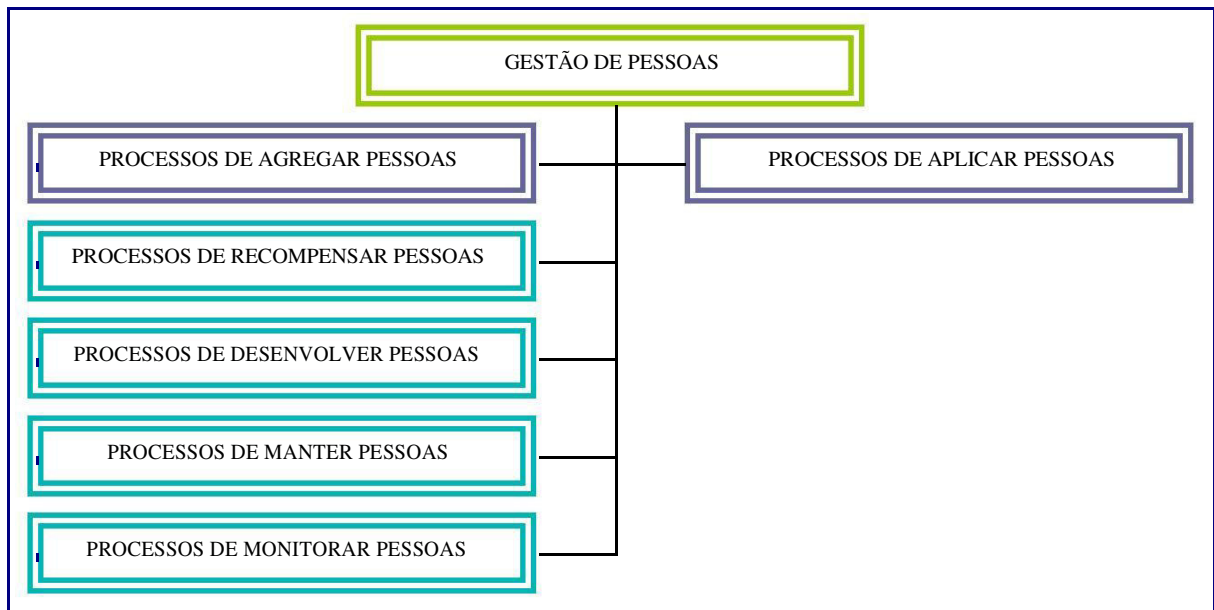 GESTÃO DE PESSOAS
PROCESSOS DE AGREGAR PESSOAS
PROCESSOS DE APLICAR PESSOAS
PROCESSOS DE RECOMPENSAR PESSOAS
PROCESSOS DE DESENVOLVER PESSOAS
PROCESSOS DE MANTER PESSOAS
PROCESSOS DE MONITORAR PESSOAS